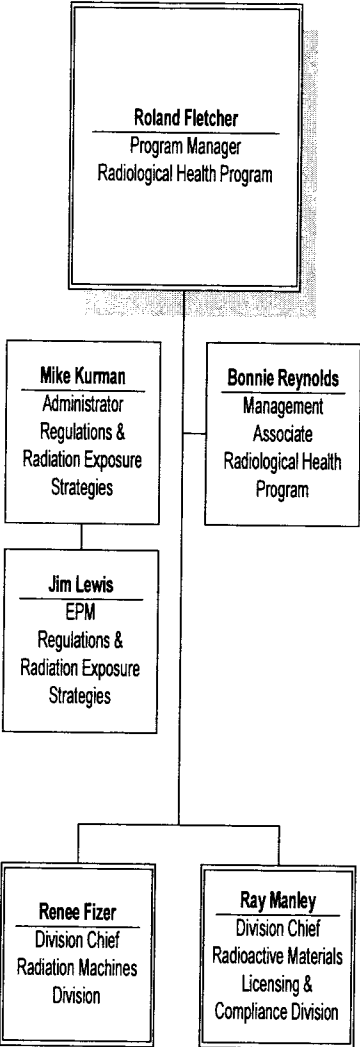 Roland Fletcher
Program Manager
Radiological Health Program
Mike Kurman
Administrator
Regulations &
Radiation Exposure
Strategies
Bonnie Reynolds
Management
Associate
Radiological Health
Program
Jim Lewis
EPM
Regulations &
Radiation Exposure
Strategies
Renee Fizer
Division Chief
Radiation Machines
Division
Ray Manley
Division Chief
Radioactive Materials
Licensing &
Compliance Division